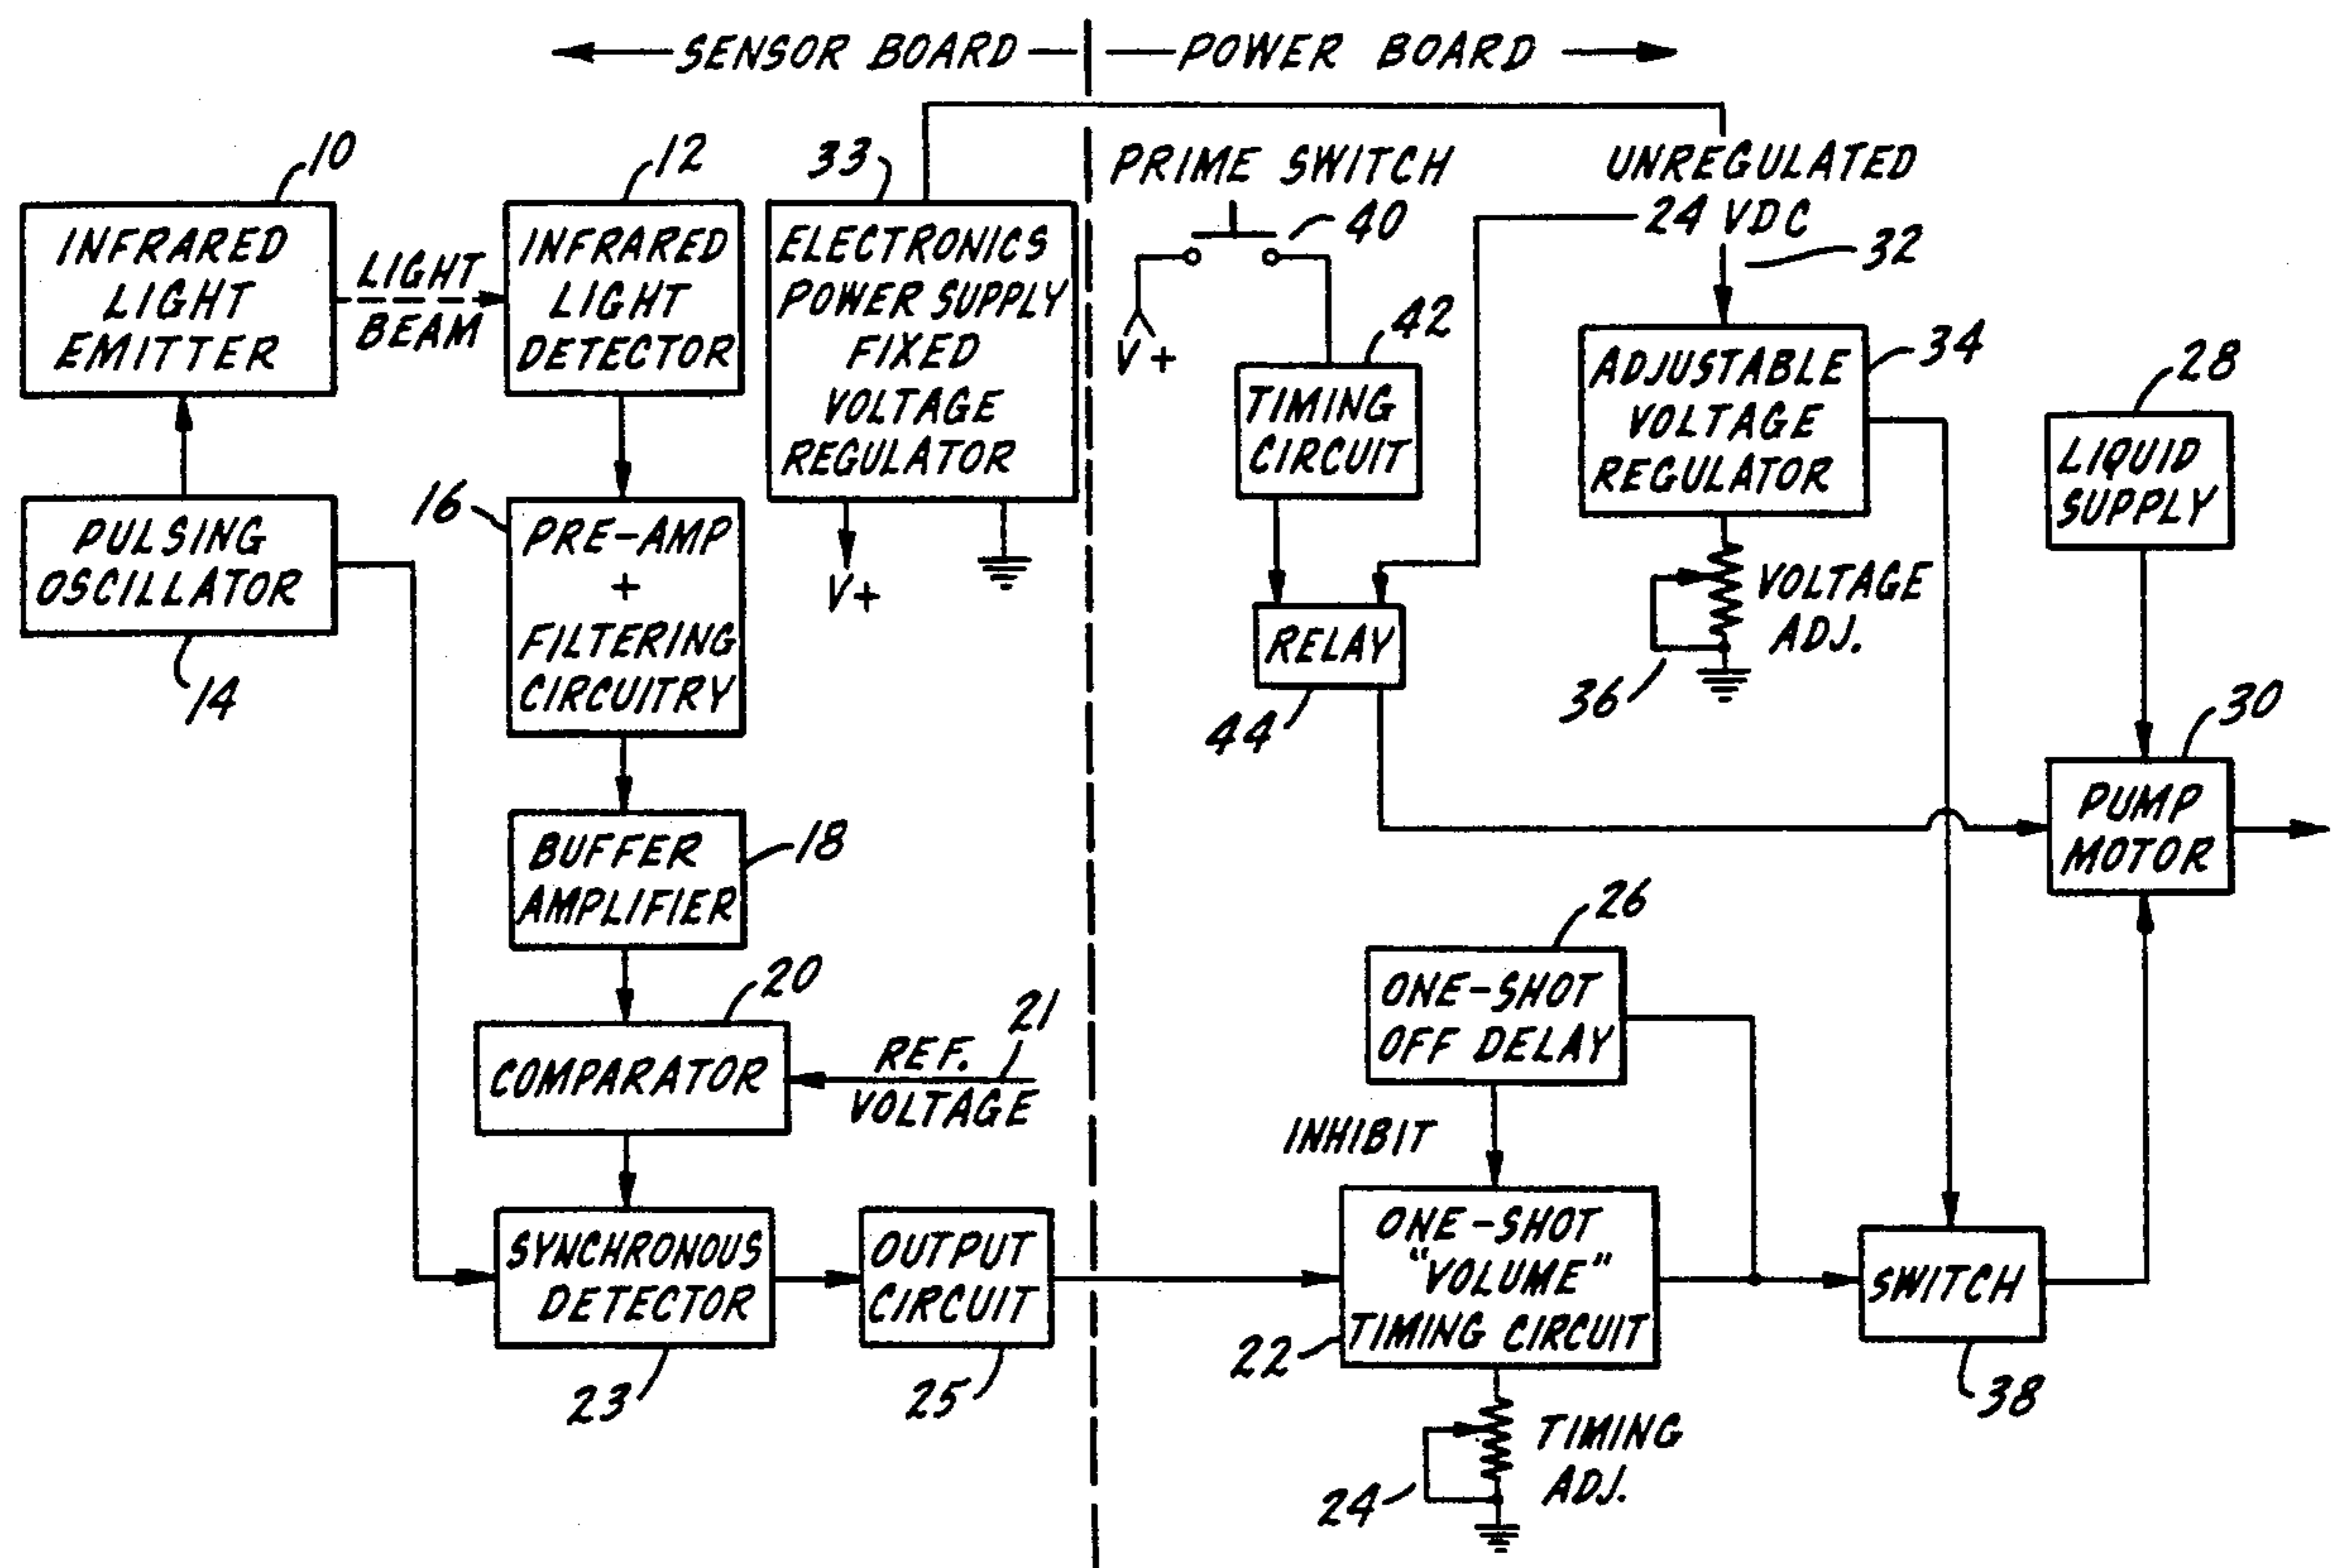 SENSOR BOARD
POWER BOARD
10
INFRARED
LIGHT
EMITTER
LIGHT
BEAM
12
INFRARED
LIGHT
DETECTOR
33
ELECTRONICS
POWER SUPPLY
FIXED
VOLTAGE
REGULATOR
V+
PRIME SWITCH
40
V+
UNREGULATED
24 VDC
32
42
TIMING
CIRCUIT
34
ADJUSTABLE
VOLTAGE
REGULATOR
28
LIQUID
SUPPLY
PULSING
OSCILLATOR
14
16
PRE-AMP
+
FILTERING
CIRCUITRY
RELAY
44
VOLTAGE
ADJ.
36
30
PUMP
MOTOR
BUFFER
AMPLIFIER
18
20
COMPARATOR
REF.
VOLTAGE
21
26
ONE-SHOT
OFF DELAY
INHIBIT
SYNCHRONOUS
DETECTOR
23
OUTPUT
CIRCUIT
25
ONE-SHOT
"VOLUME"
TIMING CIRCUIT
22
SWITCH
38
TIMING
ADJ.
24